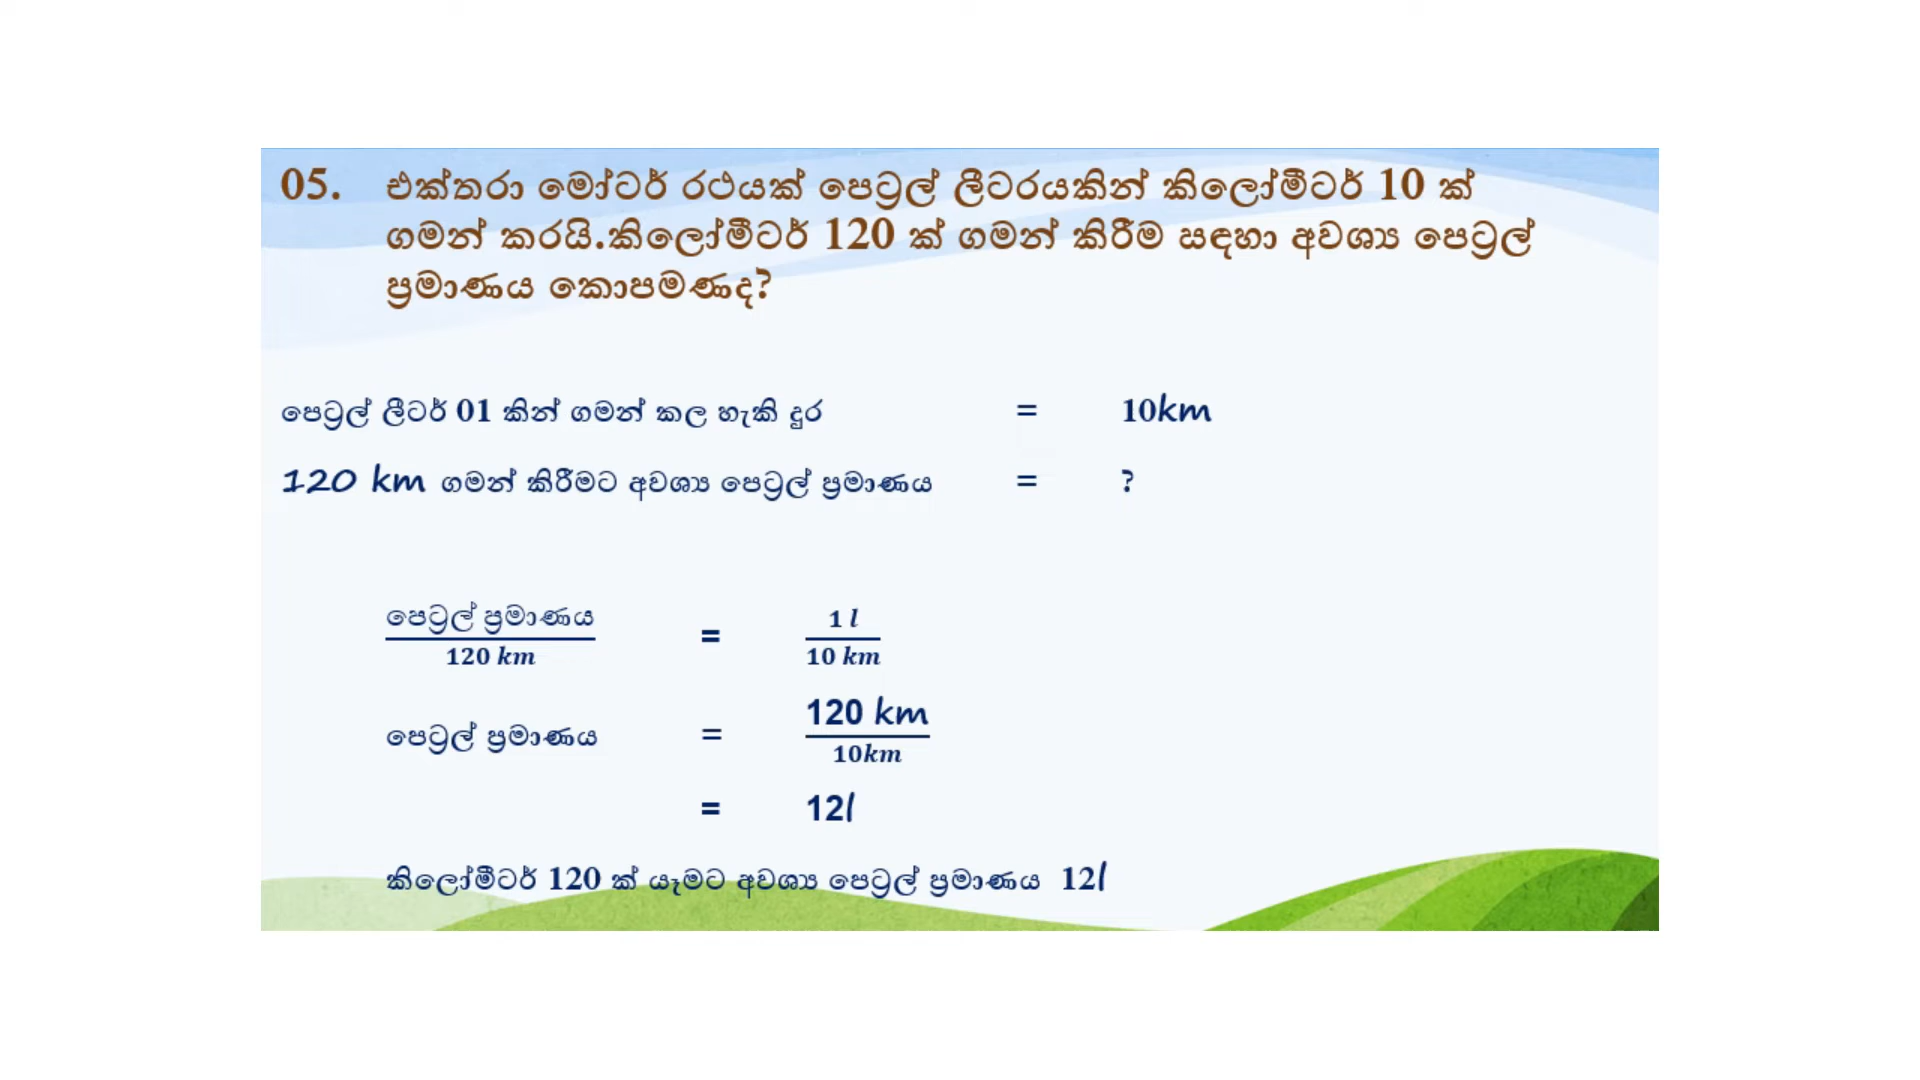 05. එක්තරා මෝටර් රථයක් පෙට්‍රල් ලීටරයකින් කිලෝමීටර් 10 ක්
ගමන් කරයි.කිලෝමීටර් 120 ක් ගමන් කිරීම සඳහා අවශ්‍ය පෙට්‍රල්
ප්‍රමාණය කොපමණද?
පෙට්‍රල් ලීටර් 01 කින් ගමන් කල හැකි දුර = 10km
120 km ගමන් කිරීමට අවශ්‍ය පෙට්‍රල් ප්‍රමාණය = ?
පෙට්‍රල් ප්‍රමාණය / 120 km = 1 l / 10 km
පෙට්‍රල් ප්‍රමාණය = 120 km / 10km
= 12l
කිලෝමීටර් 120 ක් යැමට අවශ්‍ය පෙට්‍රල් ප්‍රමාණය 12l